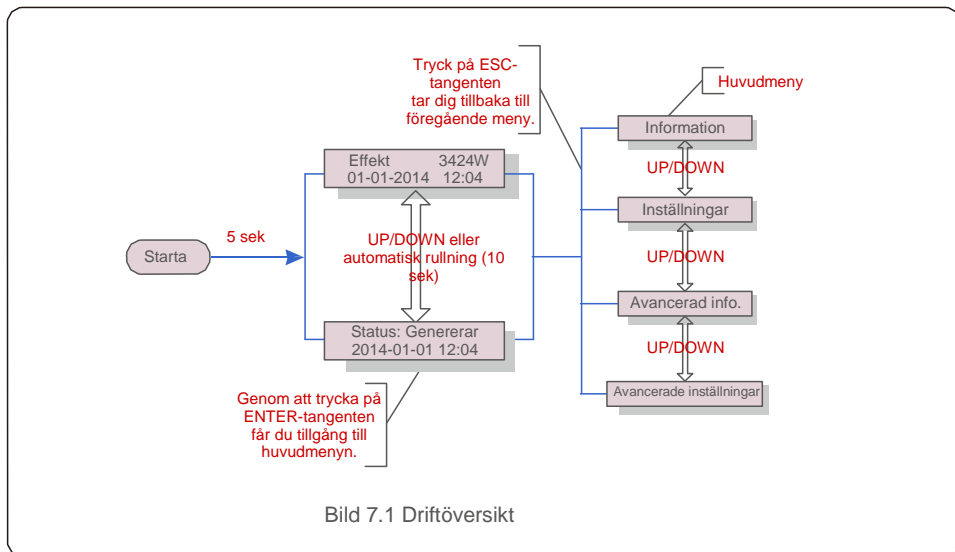 Tryck på ESC-
tangenten
tar dig tillbaka till
föregående meny.
Huvudmeny
Information
UP/DOWN
Inställningar
UP/DOWN
Avancerad info.
UP/DOWN
Avancerade inställningar
Effekt 3424W
01-01-2014 12:04
5 sek
Starta
UP/DOWN eller
automatisk rullning (10
sek)
Status: Genererar
2014-01-01 12:04
Genom att trycka på
ENTER-tangenten
får du tillgång till
huvudmenyn.
Bild 7.1 Driftöversikt